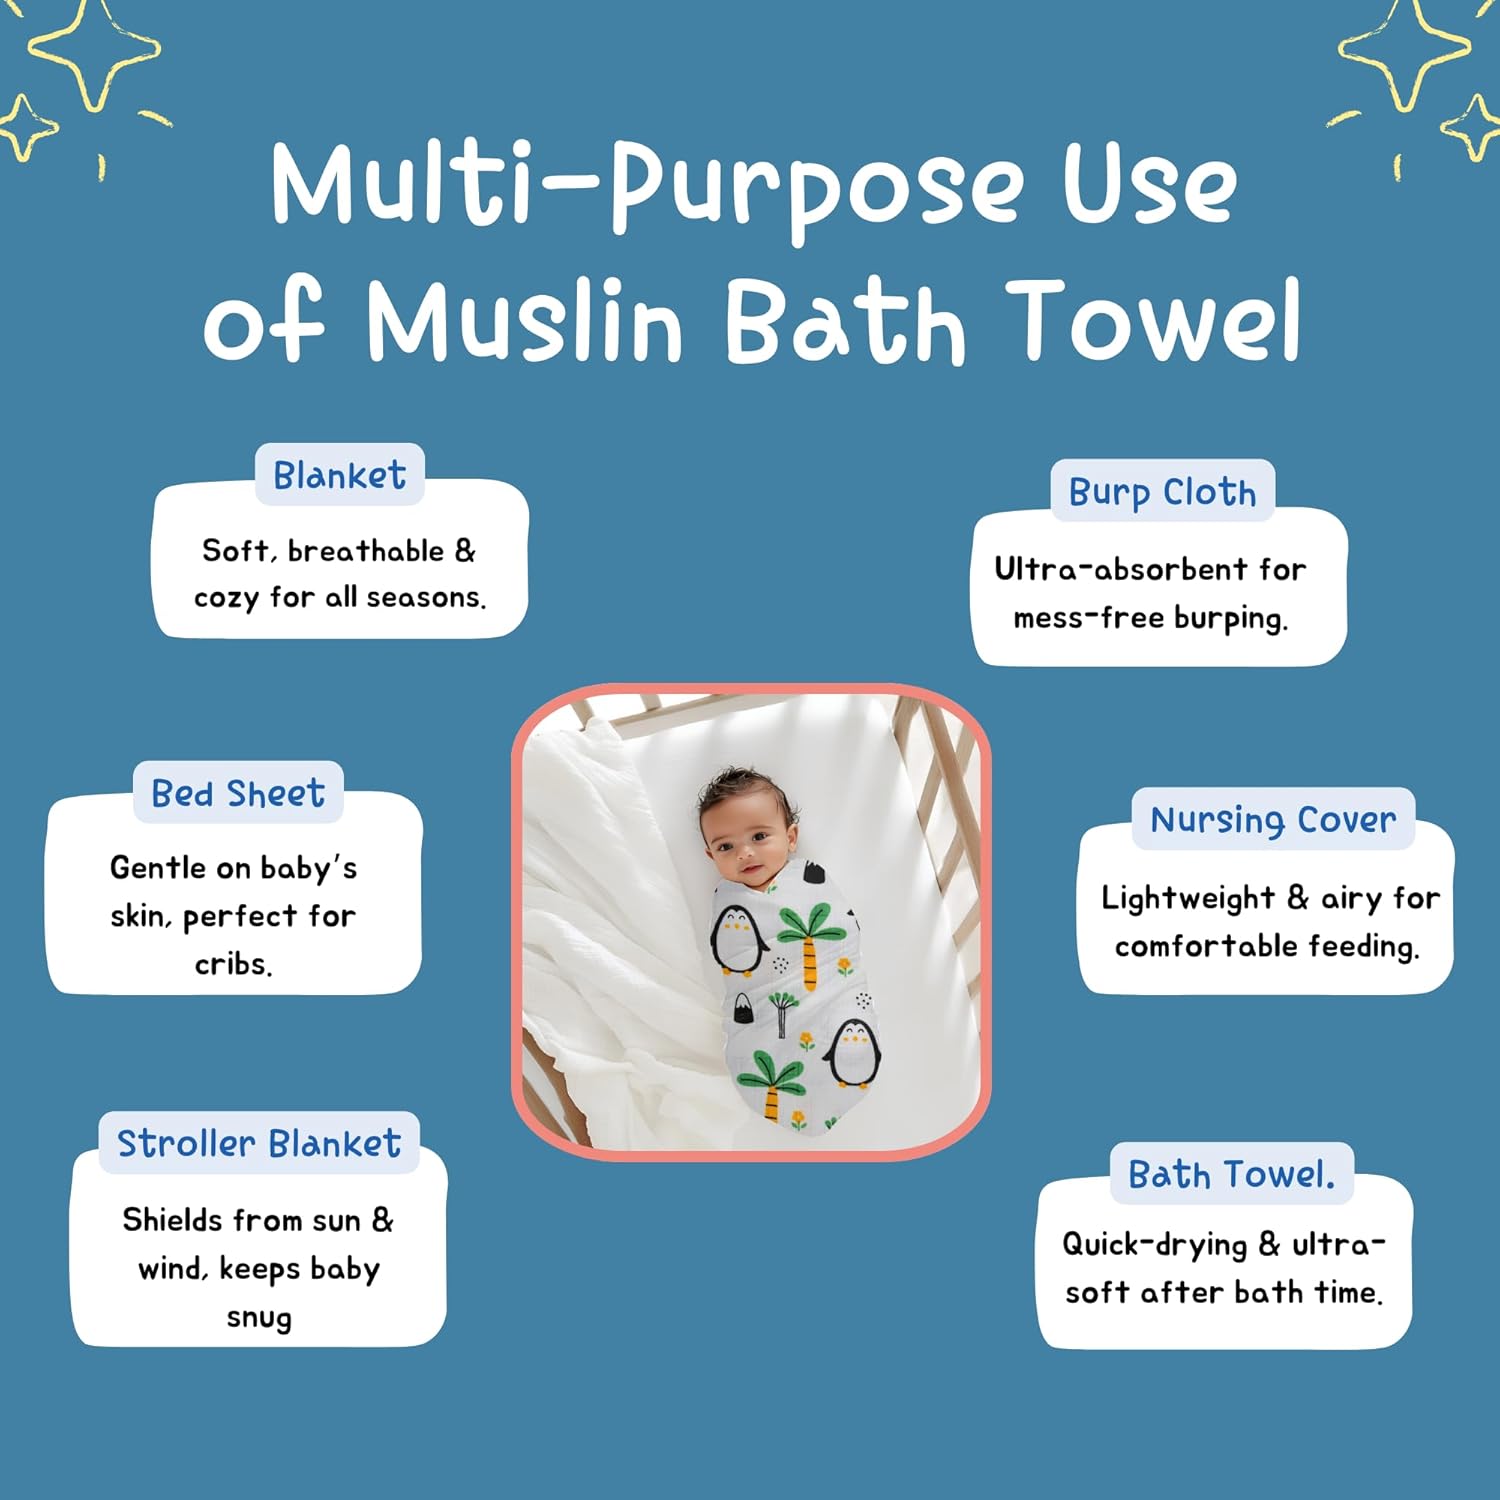 Multi-Purpose Use
of Muslin Bath Towel
Blanket
Soft, breathable &
cozy for all seasons.
Burp Cloth
Ultra-absorbent for
mess-free burping.
Bed Sheet
Gentle on baby's
skin, perfect for
cribs.
Nursing Cover
Lightweight & airy for
comfortable feeding.
Stroller Blanket
Shields from sun &
wind, keeps baby
snug
Bath Towel.
Quick-drying & ultra-
soft after bath time.